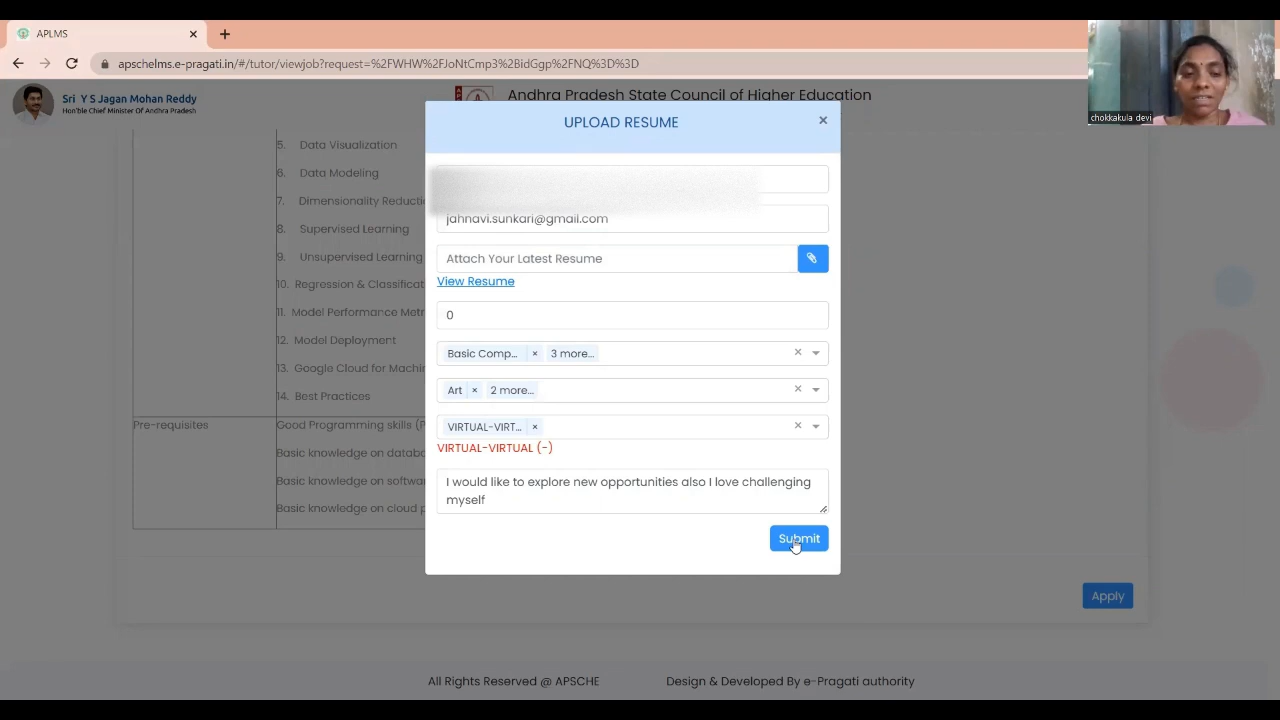 APLMS
apschelms.e-pragati.in/#/tutor/viewjob?request=%2FWHW%2FJoNtCmp3%2BidGgp%2FNQ%3D%3D
Sri Y S Jagan Mohan Reddy
Hon'ble Chief Minister Of Andhra Pradesh
Andhra Pradesh State Council of Higher Education
chokkakula devi
UPLOAD RESUME
jahnavi.sunkari@gmail.com
Attach Your Latest Resume
View Resume
0
Basic Comp... × 3 more...
Art × 2 more...
VIRTUAL-VIRT... ×
VIRTUAL-VIRTUAL (-)
I would like to explore new opportunities also I love challenging
myself
Submit
5. Data Visualization
6. Data Modeling
7. Dimensionality Reductio
8. Supervised Learning
9. Unsupervised Learning
10. Regression & Classificat
11. Model Performance Metr
12. Model Deployment
13. Google Cloud for Machin
14. Best Practices
Pre-requisites
Good Programming skills (P
Basic knowledge on databa
Basic knowledge on softwar
Basic knowledge on cloud p
Apply
All Rights Reserved @ APSCHE
Design & Developed By e-Pragati authority